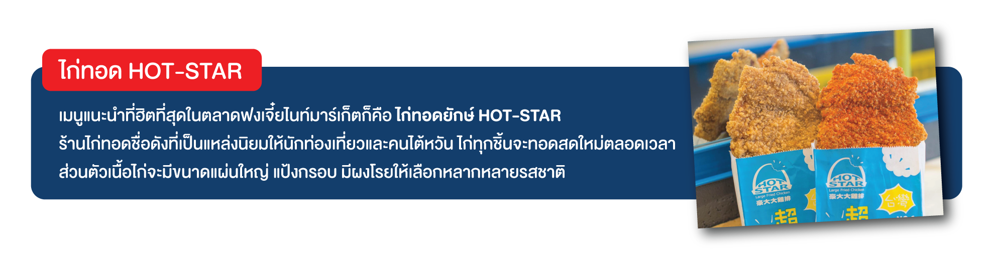 ไก่ทอด HOT-STAR
เมนูแนะนำที่ฮิตที่สุดในตลาดฟงเจี๋ยไนท์มาร์เก็ตก็คือ ไก่ทอดยักษ์ HOT-STAR
ร้านไก่ทอดชื่อดังที่เป็นแหล่งนิยมให้นักท่องเที่ยวและคนไต้หวัน ไก่ทุกชิ้นจะทอดสดใหม่ตลอดเวลา
ส่วนตัวเนื้อไก่จะมีขนาดแผ่นใหญ่ แป้งกรอบ มีผงโรยให้เลือกหลากหลายรสชาติ
HOT
STAR
Large Fried Chicken
豪大大雞排
超
HOT
STAR
Large Fried Chicken
豪大大雞排
台灣
超